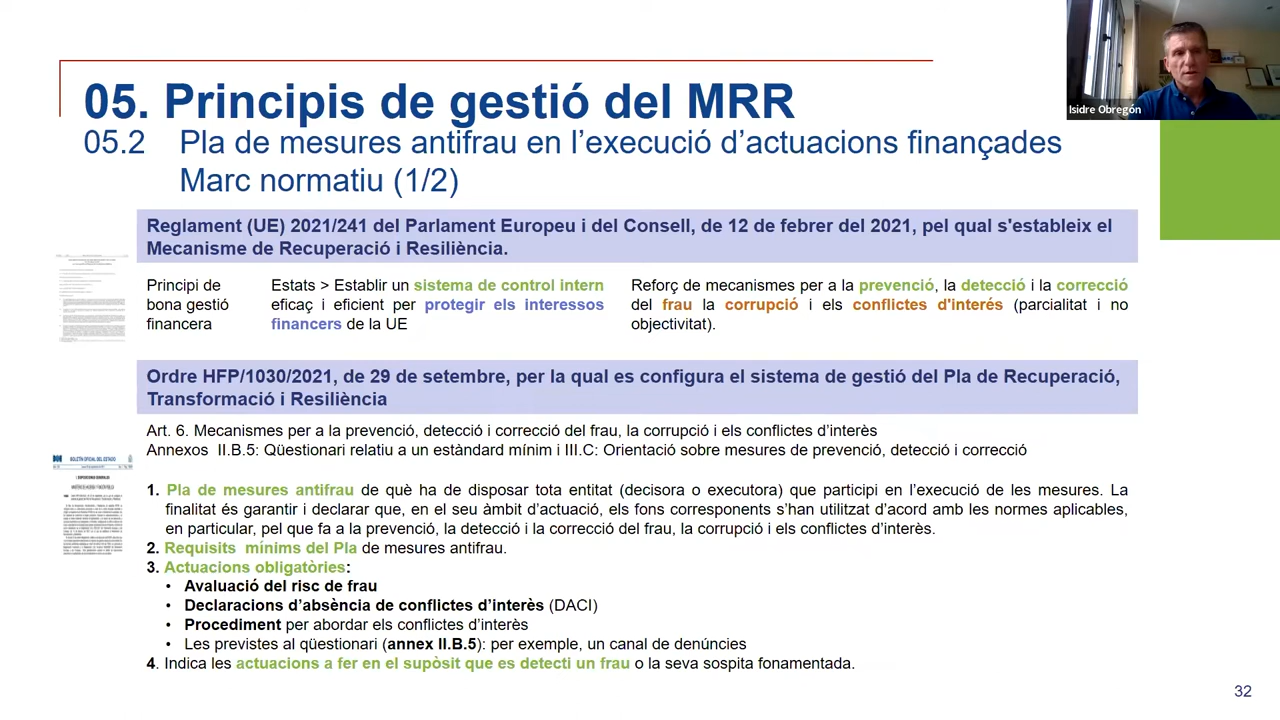 Isidre Obregón
05. Principis de gestió del MRR
05.2 Pla de mesures antifrau en l’execució d’actuacions finançades
Marc normatiu (1/2)
Reglament (UE) 2021/241 del Parlament Europeu i del Consell, de 12 de febrer del 2021, pel qual s'estableix el
Mecanisme de Recuperació i Resiliència.
Principi de
bona gestió
financera
Estats > Establir un sistema de control intern
eficaç i eficient per protegir els interessos
financers de la UE
Reforç de mecanismes per a la prevenció, la detecció i la correcció
del frau la corrupció i els conflictes d'interés (parcialitat i no
objectivitat).
Ordre HFP/1030/2021, de 29 de setembre, per la qual es configura el sistema de gestió del Pla de Recuperació,
Transformació i Resiliència
Art. 6. Mecanismes per a la prevenció, detecció i correcció del frau, la corrupció i els conflictes d’interès
Annexos II.B.5: Qüestionari relatiu a un estàndard mínim i III.C: Orientació sobre mesures de prevenció, detecció i correcció
BOLETÍN OFICIAL DEL ESTADO
1. Pla de mesures antifrau de què ha de disposar tota entitat (decisora o executora) que participi en l’execució de les mesures. La
finalitat és garantir i declarar que, en el seu àmbit d’actuació, els fons corresponents s’han utilitzat d’acord amb les normes aplicables,
en particular, pel que fa a la prevenció, la detecció i la correcció del frau, la corrupció i els conflictes d’interès.
2. Requisits mínims del Pla de mesures antifrau.
3. Actuacions obligatòries:
• Avaluació del risc de frau
• Declaracions d’absència de conflictes d’interès (DACI)
• Procediment per abordar els conflictes d’interès
• Les previstes al qüestionari (annex II.B.5): per exemple, un canal de denúncies
4. Indica les actuacions a fer en el supòsit que es detecti un frau o la seva sospita fonamentada.
32